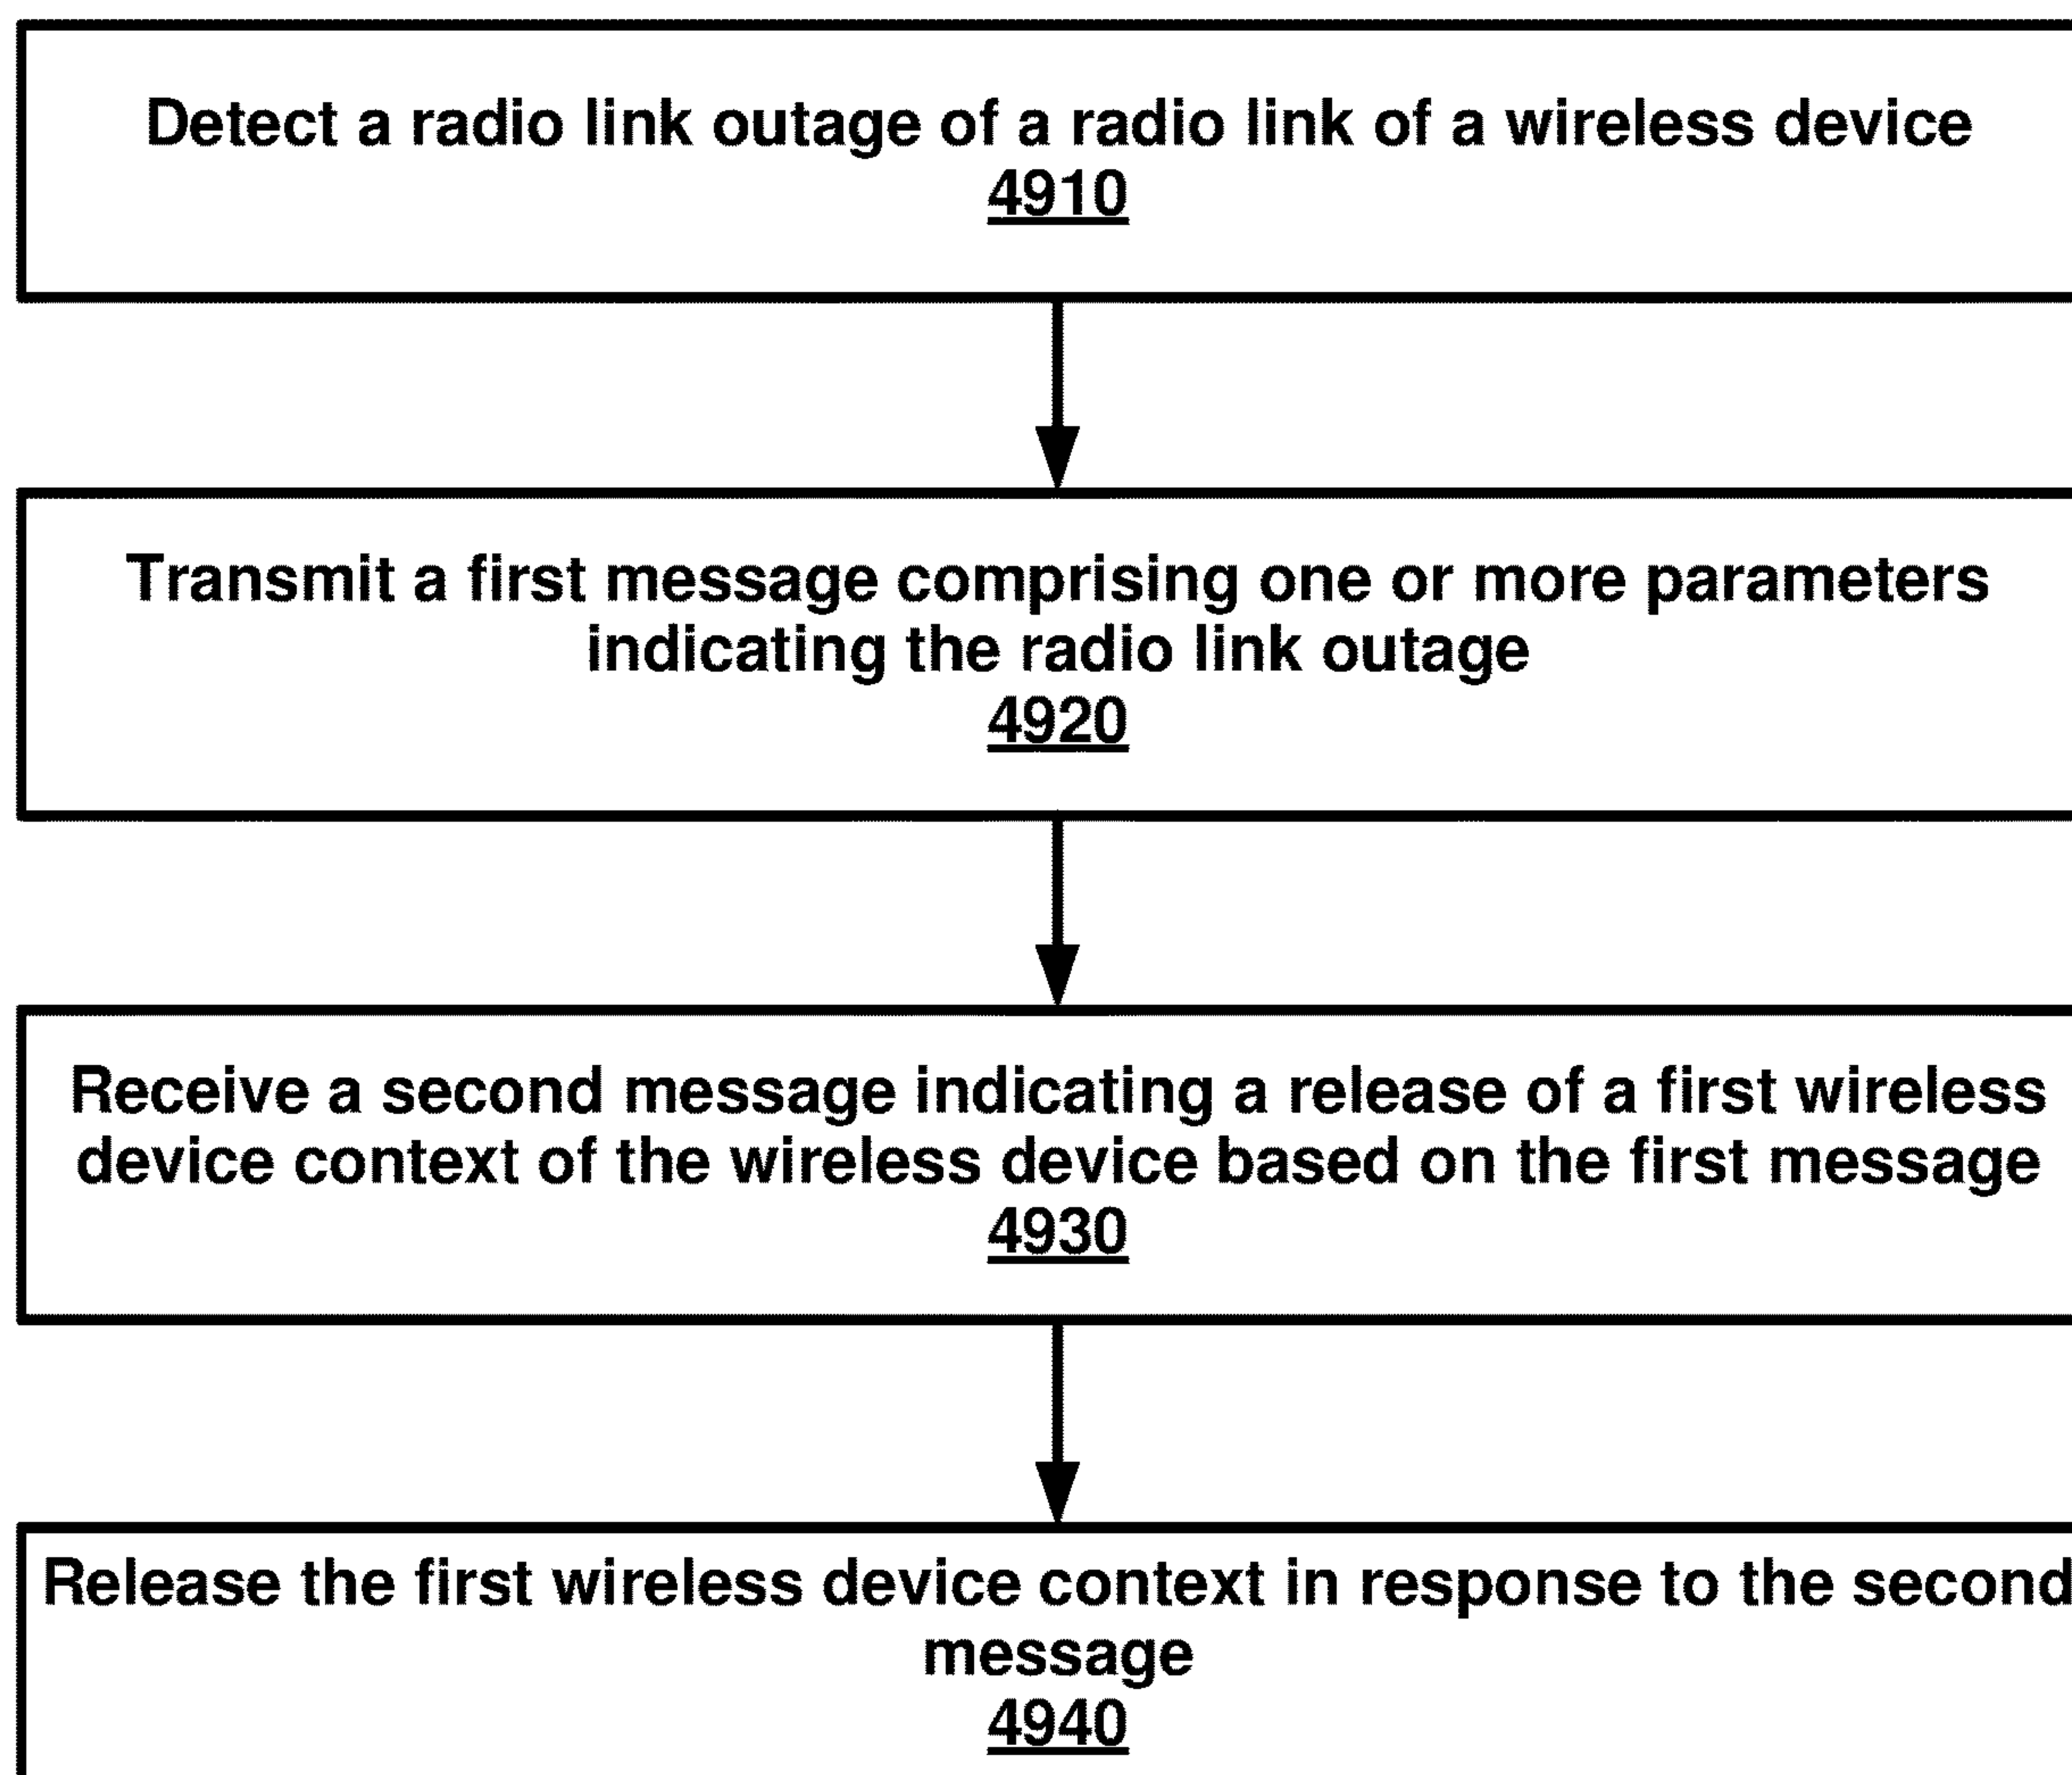 Detect a radio link outage of a radio link of a wireless device
4910
Transmit a first message comprising one or more parameters
indicating the radio link outage
4920
Receive a second message indicating a release of a first wireless
device context of the wireless device based on the first message
4930
Release the first wireless device context in response to the second
message
4940